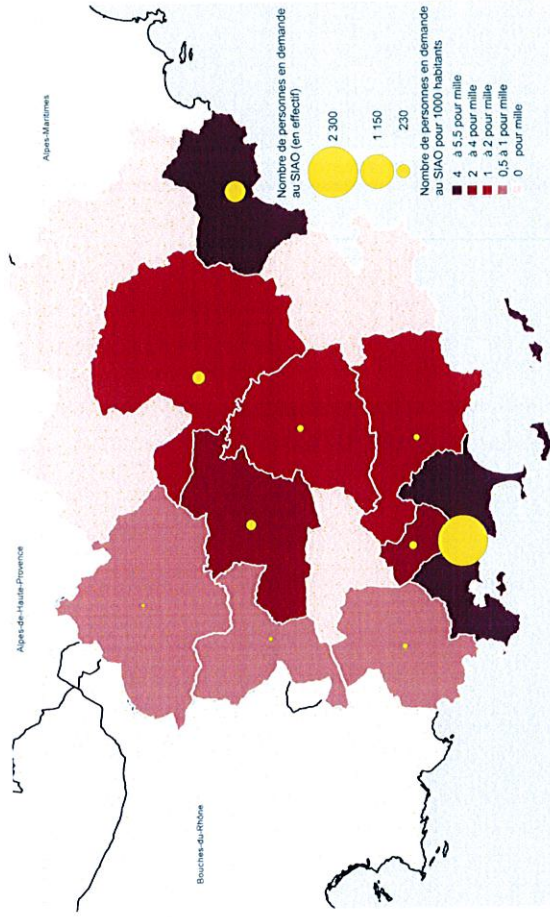 Alpes-de-Haute-Provence
Alpes-Maritimes
Bouches-du-Rhône
Nombre de personnes en demande
au SIAO (en effectif)
2 300
1 150
230
Nombre de personnes en demande
au SIAO pour 1000 habitants
4 à 5,5 pour mille
2 à 4 pour mille
1 à 2 pour mille
0,5 à 1 pour mille
0 pour mille